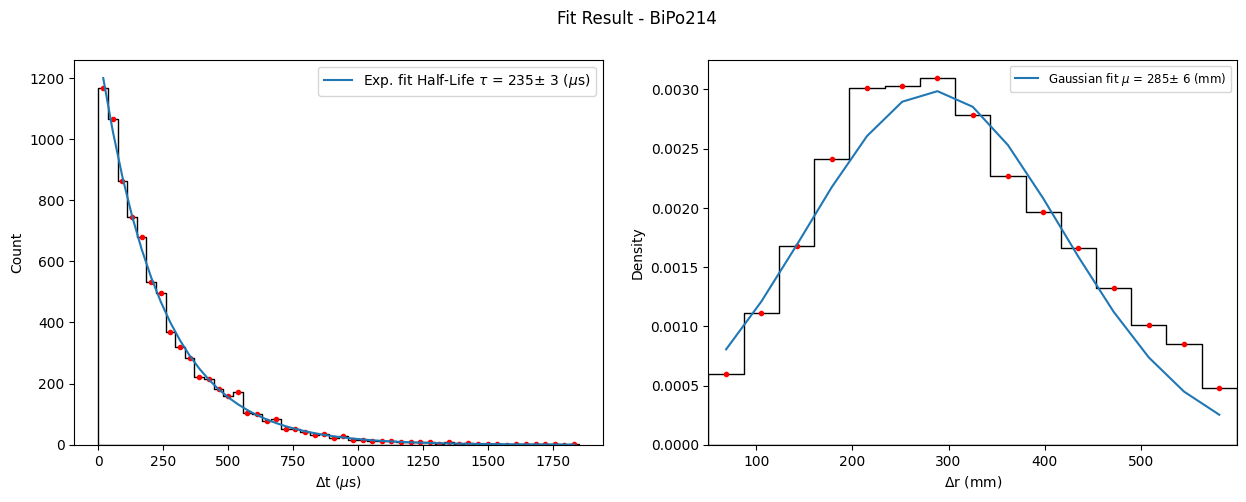 Fit Result - BiPo214
Exp. fit Half-Life τ = 235± 3 (μs)
1200
1000
800
600
400
200
0
Count
0 250 500 750 1000 1250 1500 1750
Δt (μs)
Gaussian fit μ = 285± 6 (mm)
0.0030
0.0025
0.0020
0.0015
0.0010
0.0005
0.0000
Density
100 200 300 400 500
Δr (mm)